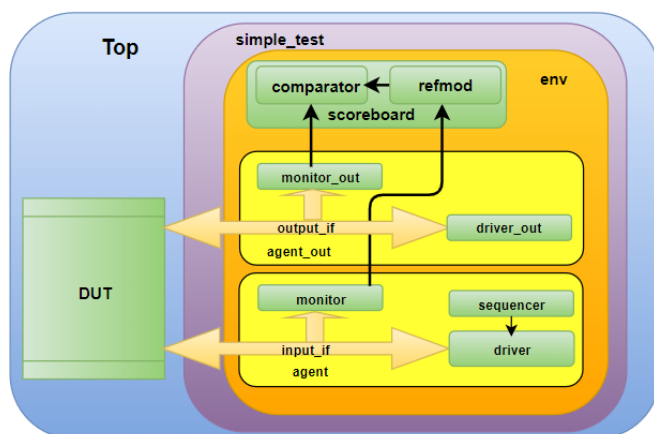 Top
simple_test
env
comparator
refmod
scoreboard
monitor_out
output_if
driver_out
agent_out
DUT
monitor
sequencer
input_if
driver
agent